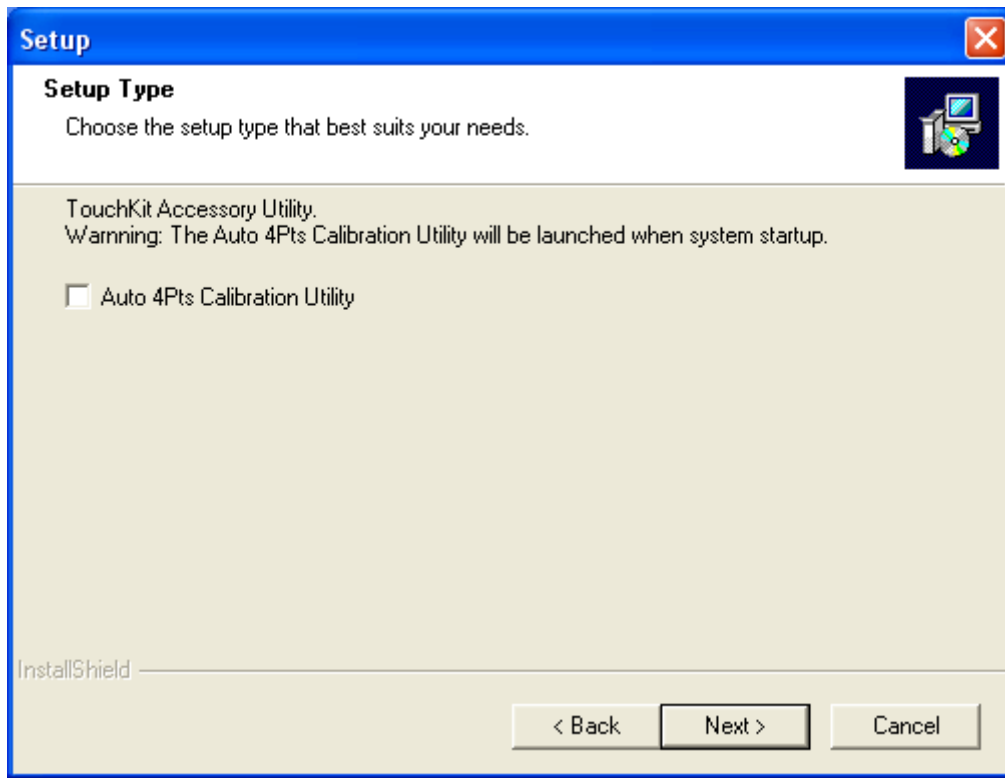 Setup
Setup Type
Choose the setup type that best suits your needs.
TouchKit Accessory Utility.
Warnning: The Auto 4Pts Calibration Utility will be launched when system startup.
Auto 4Pts Calibration Utility
InstallShield
< Back
Next >
Cancel